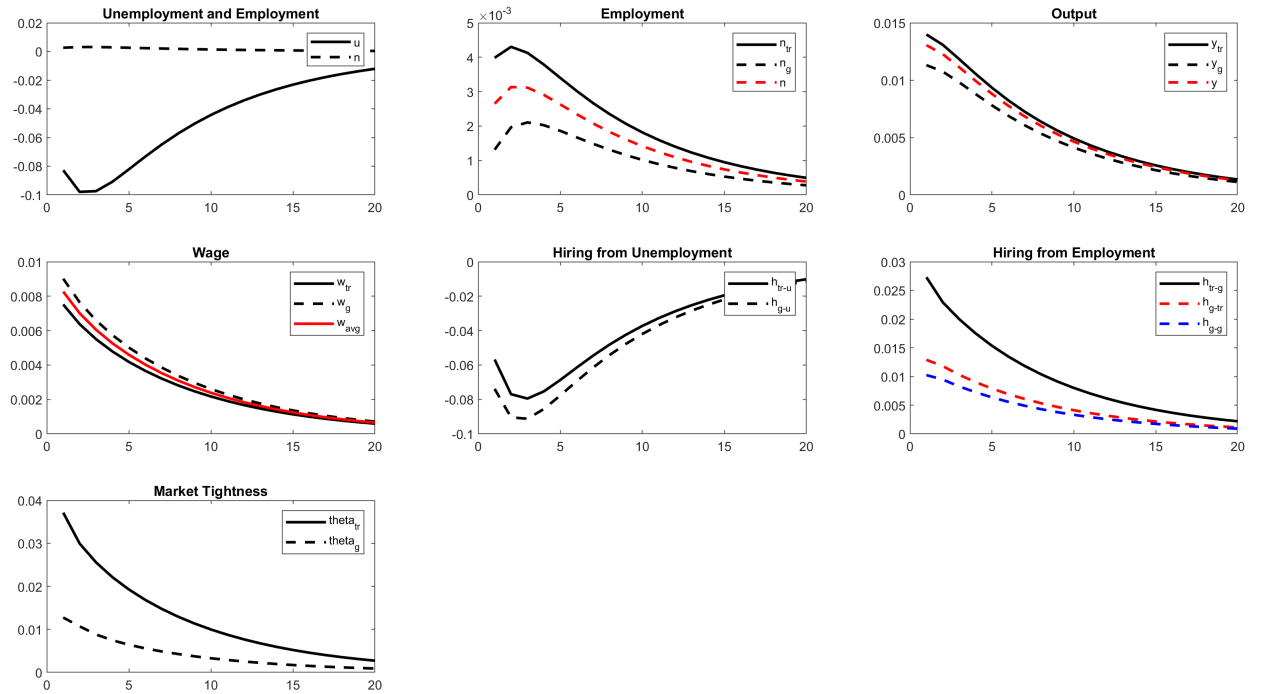 Unemployment and Employment
0.02
0
-0.02
-0.04
-0.06
-0.08
-0.1
0 5 10 15 20
u
n
Employment
×10⁻³
5
4
3
2
1
0
0 5 10 15 20
n_tr
n_g
n
Output
0.015
0.01
0.005
0
0 5 10 15 20
y_tr
y_g
y
Wage
0.01
0.008
0.006
0.004
0.002
0
0 5 10 15 20
w_tr
w_g
w_avg
Hiring from Unemployment
0
-0.02
-0.04
-0.06
-0.08
-0.1
0 5 10 15 20
h_tr-u
h_g-u
Hiring from Employment
0.03
0.025
0.02
0.015
0.01
0.005
0
0 5 10 15 20
h_tr-g
h_g-tr
h_g-g
Market Tightness
0.04
0.03
0.02
0.01
0
0 5 10 15 20
theta_tr
theta_g